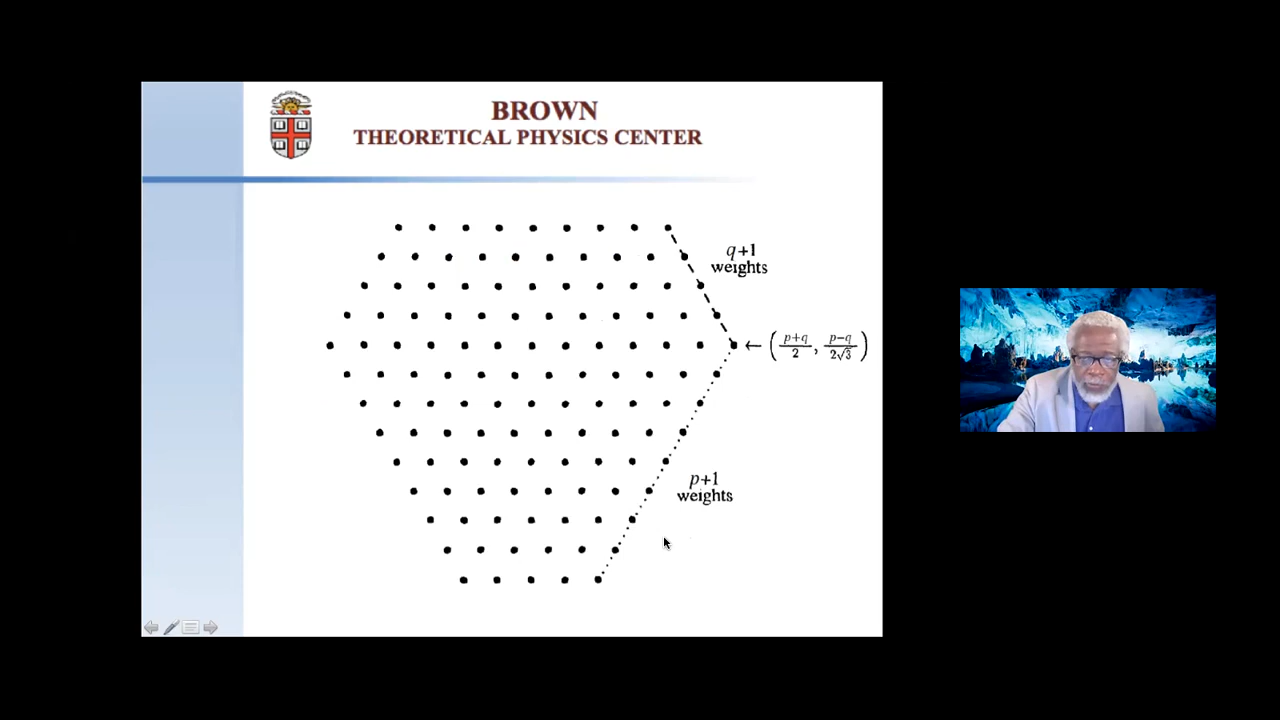 BROWN
THEORETICAL PHYSICS CENTER
q+1
weights
← (p+q/2, p−q/2√3)
p+1
weights